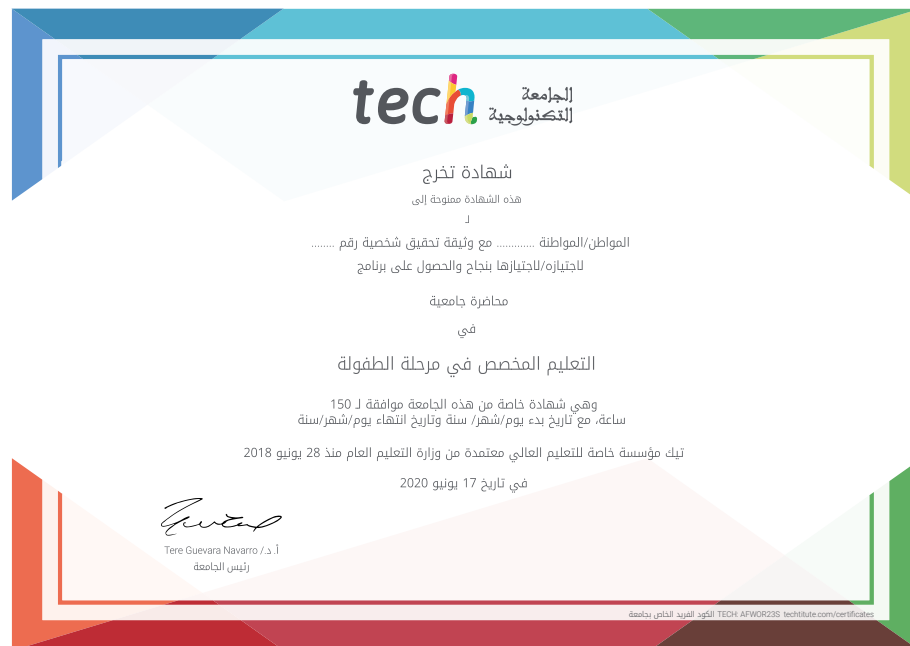 tech الجامعة
التكنولوجية
شهادة تخرج
هذه الشهادة ممنوحة إلى
لـ
المواطن/المواطنة ............. مع وثيقة تحقيق شخصية رقم ........
لاجتيازه/لاجتيازها بنجاح والحصول على برنامج
محاضرة جامعية
في
التعليم المخصص في مرحلة الطفولة
وهي شهادة خاصة من هذه الجامعة موافقة لـ 150
ساعة، مع تاريخ بدء يوم/شهر/ سنة وتاريخ انتهاء يوم/شهر/سنة
تيك مؤسسة خاصة للتعليم العالي معتمدة من وزارة التعليم العام منذ 28 يونيو 2018
في تاريخ 17 يونيو 2020
أ.د./ Tere Guevara Navarro
رئيس الجامعة
الكود الفريد الخاص بجامعة TECH: AFWOR23S techtitute.com/certificates